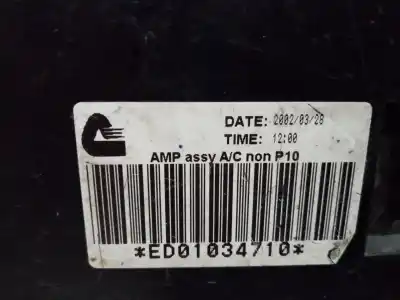 DATE: 2002/03/28
TIME: 12:00
AMP assy A/C non P10
*ED01034710*